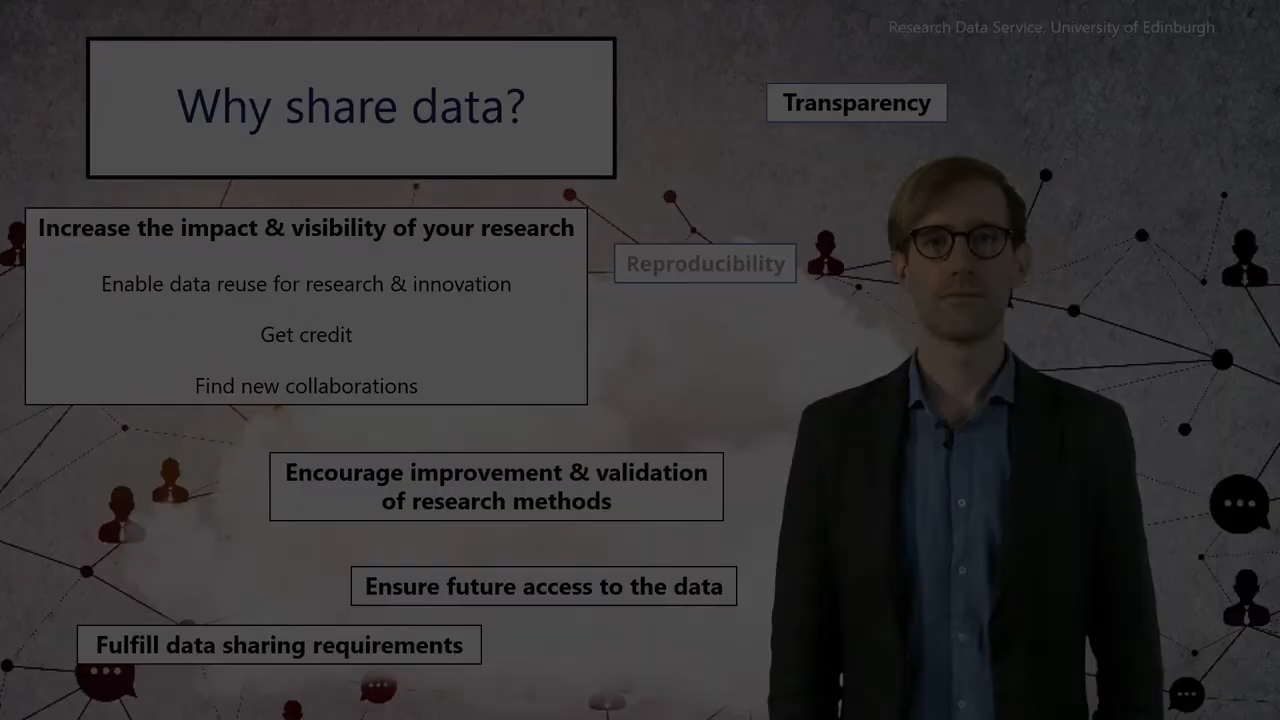 Research Data Service, University of Edinburgh
Why share data?
Transparency
Increase the impact & visibility of your research
Enable data reuse for research & innovation
Get credit
Find new collaborations
Reproducibility
Encourage improvement & validation
of research methods
Ensure future access to the data
Fulfill data sharing requirements